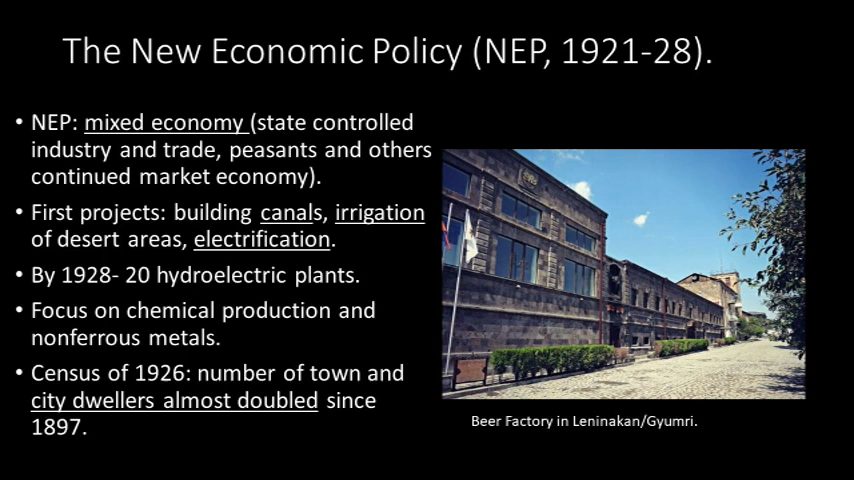 The New Economic Policy (NEP, 1921-28).
• NEP: mixed economy (state controlled
industry and trade, peasants and others
continued market economy).
• First projects: building canals, irrigation
of desert areas, electrification.
• By 1928- 20 hydroelectric plants.
• Focus on chemical production and
nonferrous metals.
• Census of 1926: number of town and
city dwellers almost doubled since
1897.
Beer Factory in Leninakan/Gyumri.